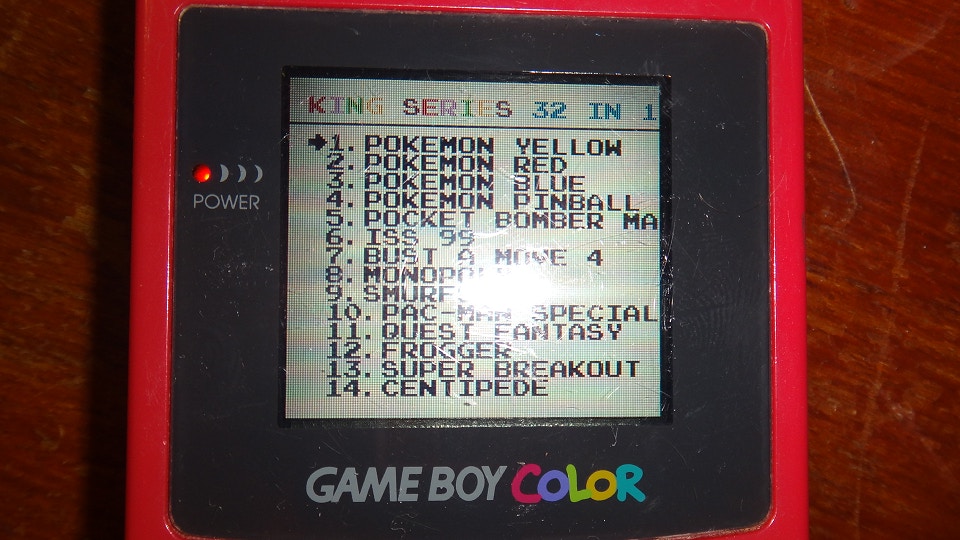 KING SERIES 32 IN 1
1. POKEMON YELLOW
2. POKEMON RED
3. POKEMON BLUE
4. POKEMON PINBALL
5. POCKET BOMBER MA
6. ISS 99
7. BUST A MOVE 4
8. MONOPOLY
9. SMURFS
10. PAC-MAN SPECIAL
11. QUEST FANTASY
12. FROGGER
13. SUPER BREAKOUT
14. CENTIPEDE
POWER
GAME BOY COLOR